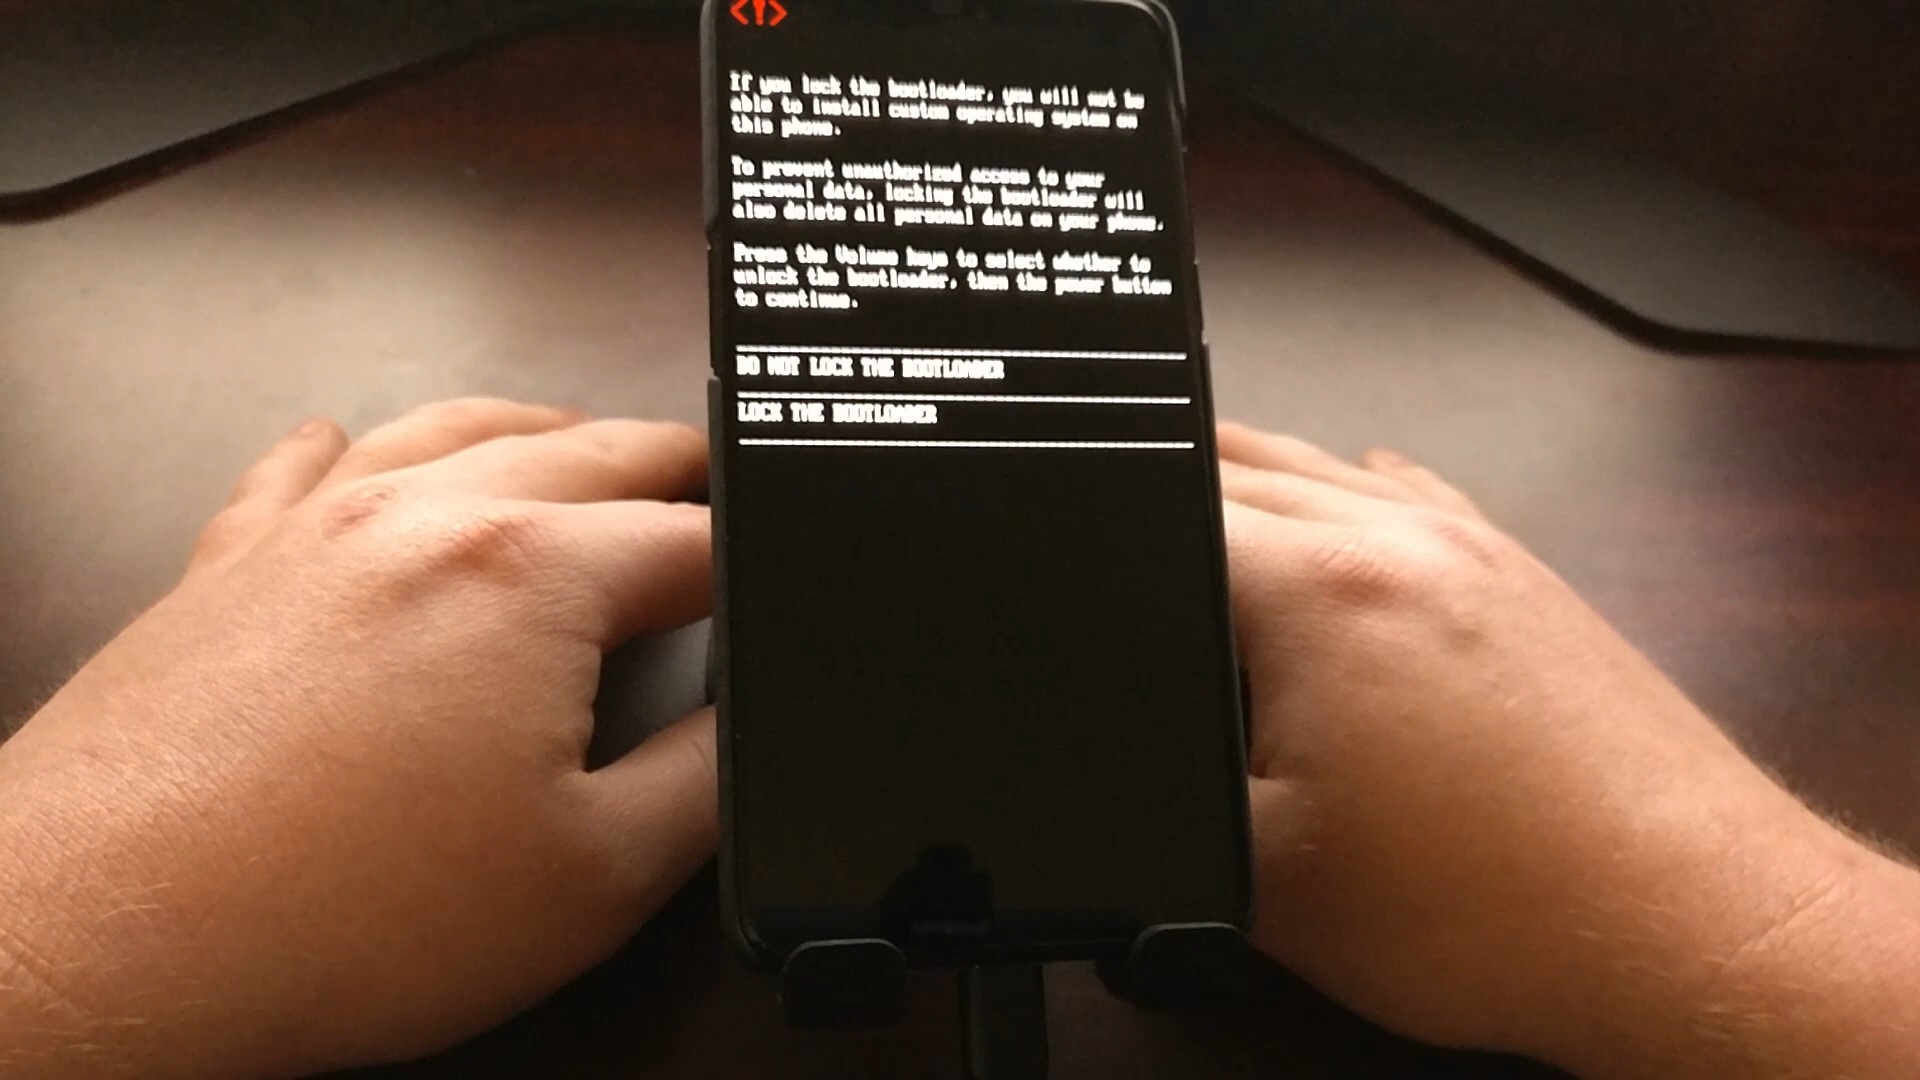 <!>
If you lock the bootloader, you will not be
able to install custom operating system on
this phone.
To prevent unauthorized access to your
personal data, locking the bootloader will
also delete all personal data on your phone.
Press the Volume keys to select whether to
unlock the bootloader, then the power button
to continue.
DO NOT LOCK THE BOOTLOADER
LOCK THE BOOTLOADER